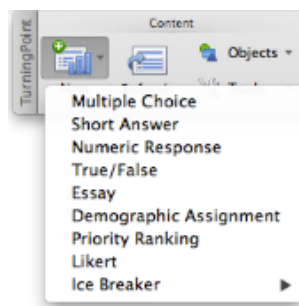 TurningPoint
Content
Objects
Multiple Choice
Short Answer
Numeric Response
True/False
Essay
Demographic Assignment
Priority Ranking
Likert
Ice Breaker